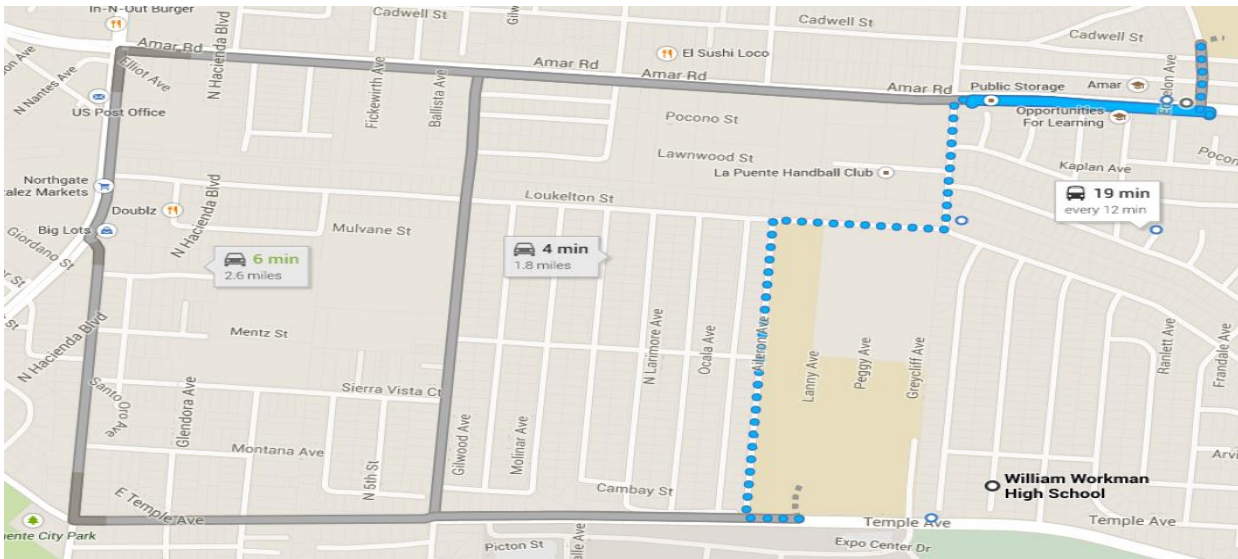 In-N-Out Burger
Cadwell St
Cadwell St
N Hacienda Blvd
Amar Rd
El Sushi Loco
Amar Rd
Elliot Ave
N Nantes Ave
Amar Rd
Public Storage
Amar
US Post Office
Fickewirth Ave
Ballista Ave
Opportunities
For Learning
Pocono St
Lawnwood St
La Puente Handball Club
Kaplan Ave
Northgate
Loukelton St
19 min
every 12 min
N Hacienda Blvd
Doublz
Big Lots
Mulvane St
Giordano St
4 min
1.8 miles
6 min
2.6 miles
Mentz St
N Hacienda Blvd
N Larimore Ave
Ocala Ave
Aileron Ave
Lanny Ave
Peggy Ave
Greycliff Ave
Ranlett Ave
Frandale Ave
Santo Oro Ave
Glendora Ave
Sierra Vista Ct
Gilwood Ave
Molinar Ave
Montana Ave
N 5th St
Cambay St
William Workman
High School
E Temple Ave
Temple Ave
Temple Ave
City Park
Picton St
Expo Center Dr